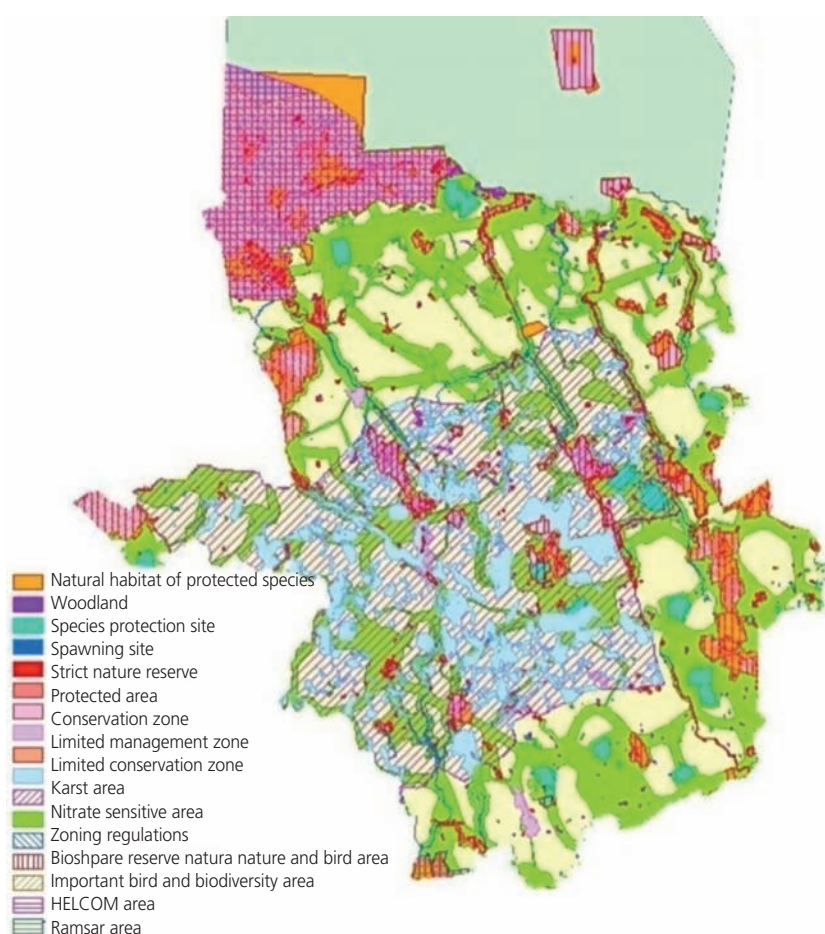 Natural habitat of protected species
Woodland
Species protection site
Spawning site
Strict nature reserve
Protected area
Conservation zone
Limited management zone
Limited conservation zone
Karst area
Nitrate sensitive area
Zoning regulations
Bioshpare reserve natura nature and bird area
Important bird and biodiversity area
HELCOM area
Ramsar area